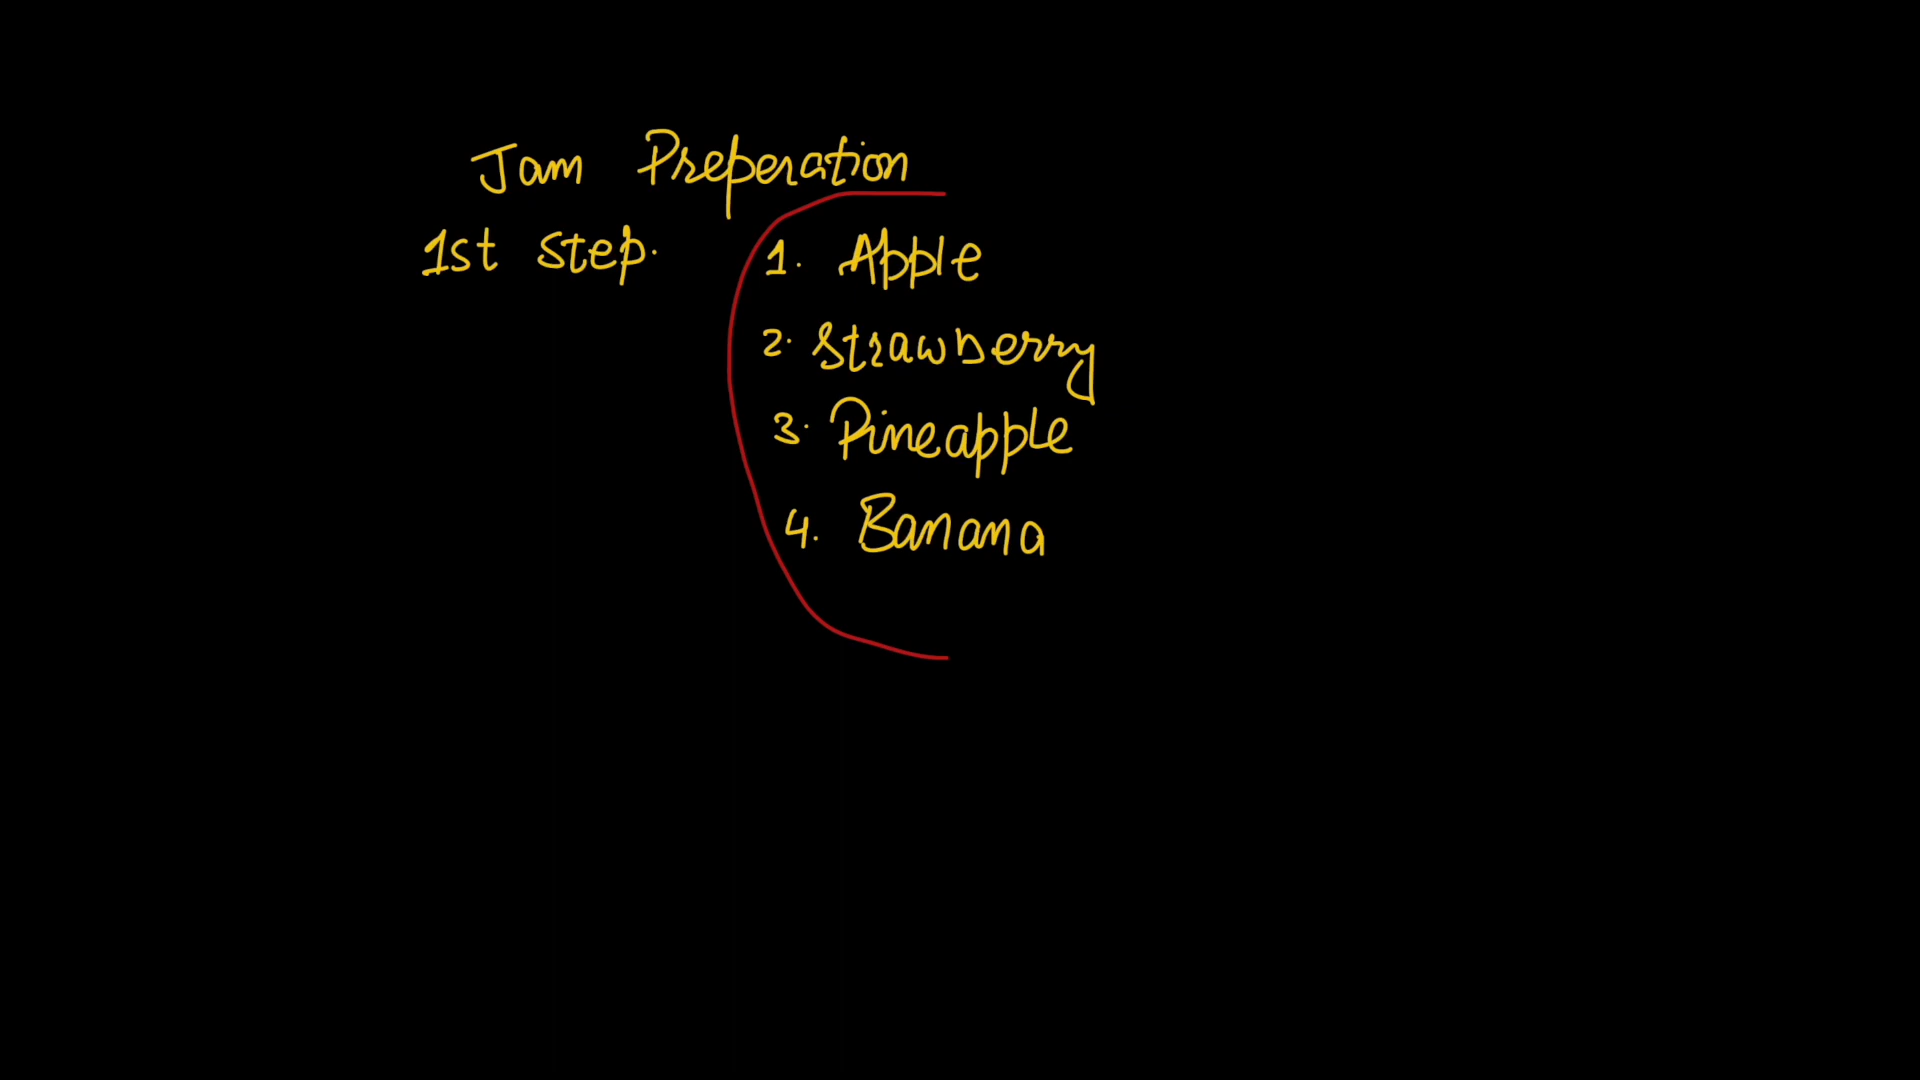 Jam Preperation
1st step. 1. Apple
2. Strawberry
3. Pineapple
4. Banana